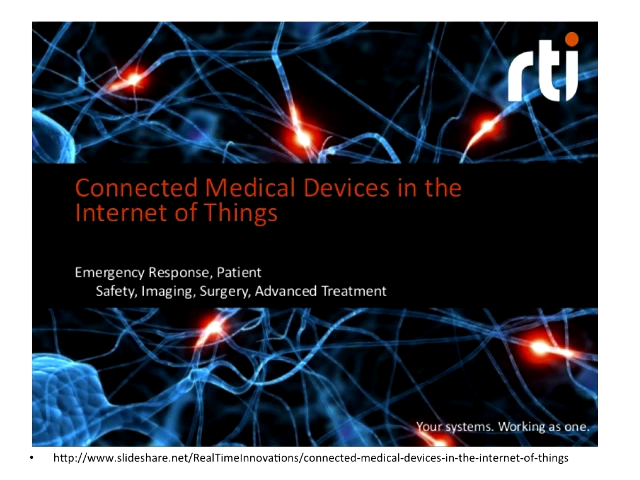 rti
Connected Medical Devices in the
Internet of Things
Emergency Response, Patient
Safety, Imaging, Surgery, Advanced Treatment
Your systems. Working as one.
• http://www.slideshare.net/RealTimeInnovations/connected-medical-devices-in-the-internet-of-things